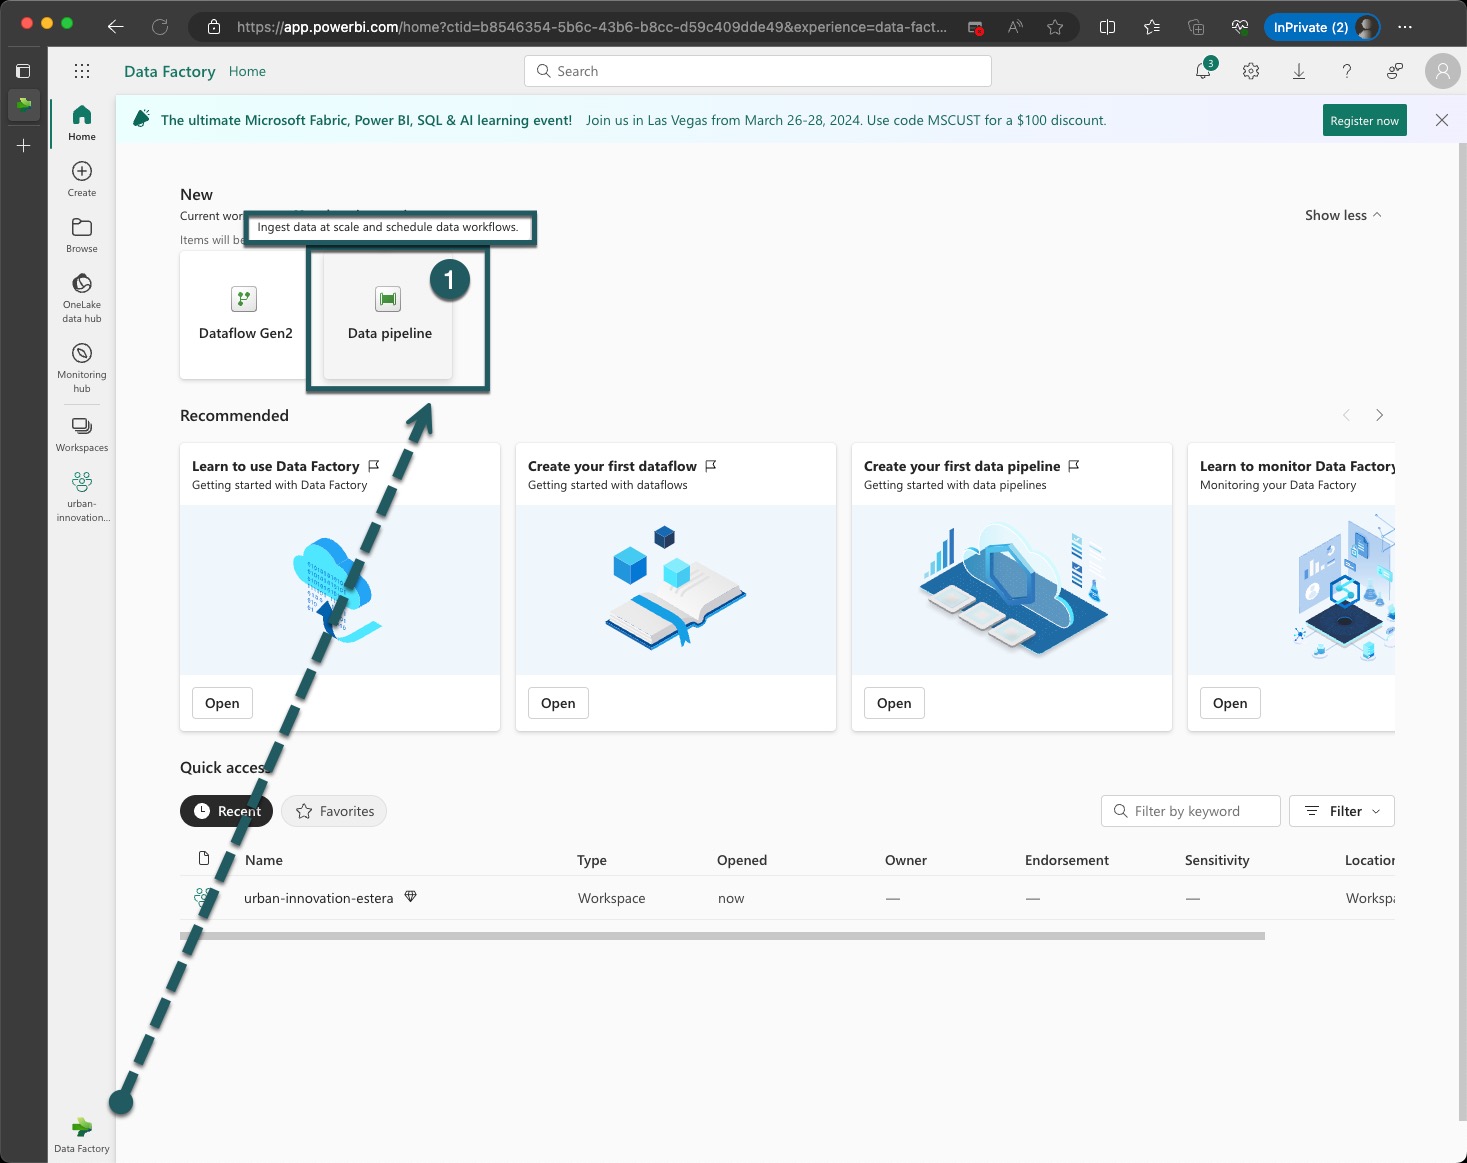 https://app.powerbi.com/home?ctid=b8546354-5b6c-43b6-b8cc-d59c409dde49&experience=data-fact...
InPrivate (2)
Data Factory Home
Search
3
The ultimate Microsoft Fabric, Power BI, SQL & AI learning event! Join us in Las Vegas from March 26-28, 2024. Use code MSCUST for a $100 discount.
Register now
Home
Create
Browse
OneLake
data hub
Monitoring
hub
Workspaces
urban-
innovation...
Data Factory
New
Current wor
Show less
Ingest data at scale and schedule data workflows.
Items will be
1
Dataflow Gen2
Data pipeline
Recommended
Learn to use Data Factory
Getting started with Data Factory
Open
Create your first dataflow
Getting started with dataflows
Open
Create your first data pipeline
Getting started with data pipelines
Open
Learn to monitor Data Factory
Monitoring your Data Factory
Open
Quick access
Recent
Favorites
Filter by keyword
Filter
Name Type Opened Owner Endorsement Sensitivity Location
urban-innovation-estera Workspace now — — — Workspa